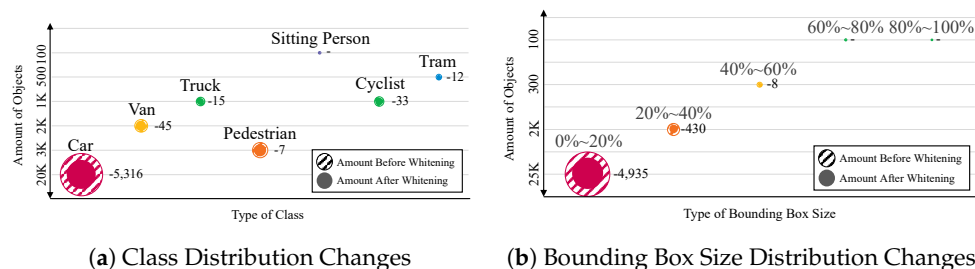 Amount of Objects
100
500
1K
2K
3K
20K
Sitting Person
-
Tram
-12
Truck
-15
Cyclist
-33
Van
-45
Pedestrian
-7
Car
-5,316
Amount Before Whitening
Amount After Whitening
Type of Class
(a) Class Distribution Changes
Amount of Objects
100
300
2K
25K
60%~80%
-
80%~100%
-
40%~60%
-8
20%~40%
-430
0%~20%
-4,935
Amount Before Whitening
Amount After Whitening
Type of Bounding Box Size
(b) Bounding Box Size Distribution Changes